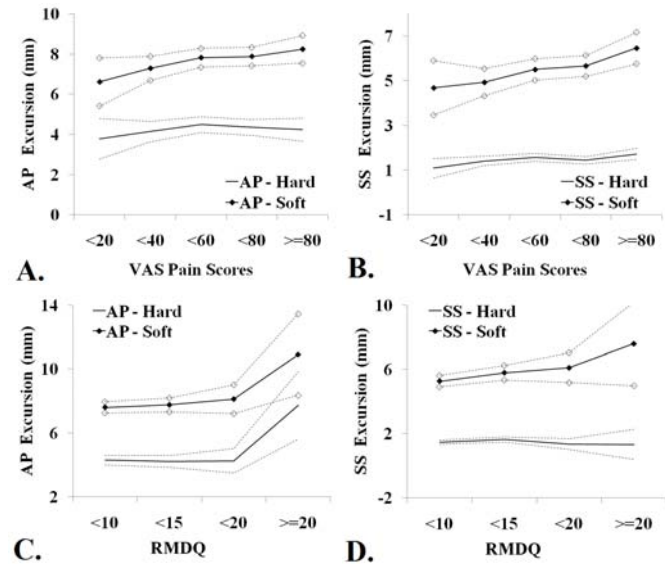 10
8
6
4
2
0
AP Excursion (mm)
AP - Hard
AP - Soft
<20 <40 <60 <80 >=80
A. VAS Pain Scores
7
5
3
1
-1
SS Excursion (mm)
SS - Hard
SS - Soft
<20 <40 <60 <80 >=80
B. VAS Pain Scores
14
10
6
2
AP Excursion (mm)
AP - Hard
AP - Soft
<10 <15 <20 >=20
C. RMDQ
10
6
2
-2
SS Excursion (mm)
SS - Hard
SS - Soft
<10 <15 <20 >=20
D. RMDQ